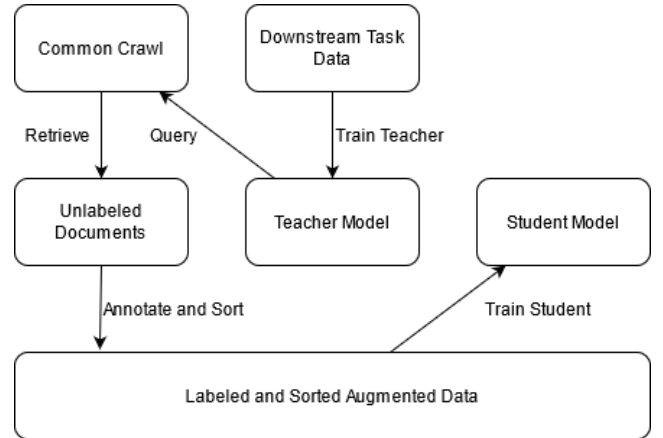 Common Crawl
Downstream Task
Data
Retrieve
Query
Train Teacher
Unlabeled
Documents
Teacher Model
Student Model
Annotate and Sort
Train Student
Labeled and Sorted Augmented Data